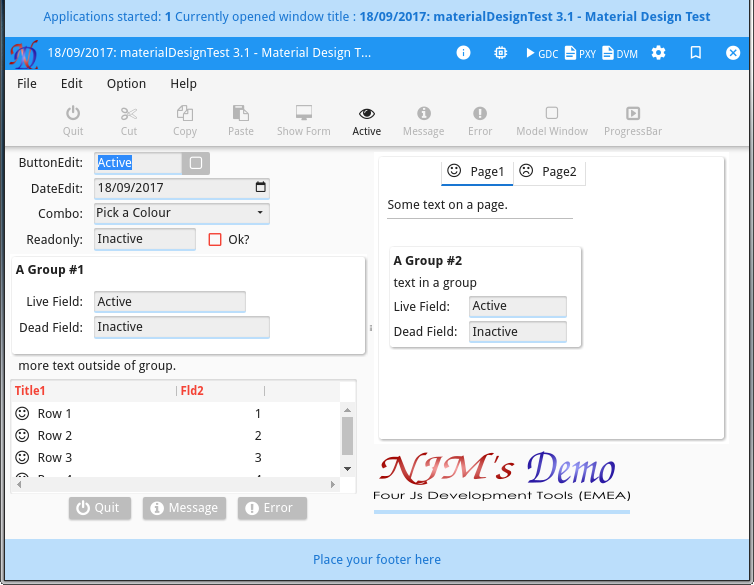 Applications started: 1 Currently opened window title : 18/09/2017: materialDesignTest 3.1 - Material Design Test
18/09/2017: materialDesignTest 3.1 - Material Design T... GDC PXY DVM
File Edit Option Help
Quit Cut Copy Paste Show Form Active Message Error Model Window ProgressBar
ButtonEdit: Active
DateEdit: 18/09/2017
Combo: Pick a Colour
Readonly: Inactive Ok?
A Group #1
Live Field: Active
Dead Field: Inactive
more text outside of group.
Title1 Fld2
Row 1 1
Row 2 2
Row 3 3
Quit Message Error
Page1 Page2
Some text on a page.
A Group #2
text in a group
Live Field: Active
Dead Field: Inactive
NJM's Demo
Four Js Development Tools (EMEA)
Place your footer here